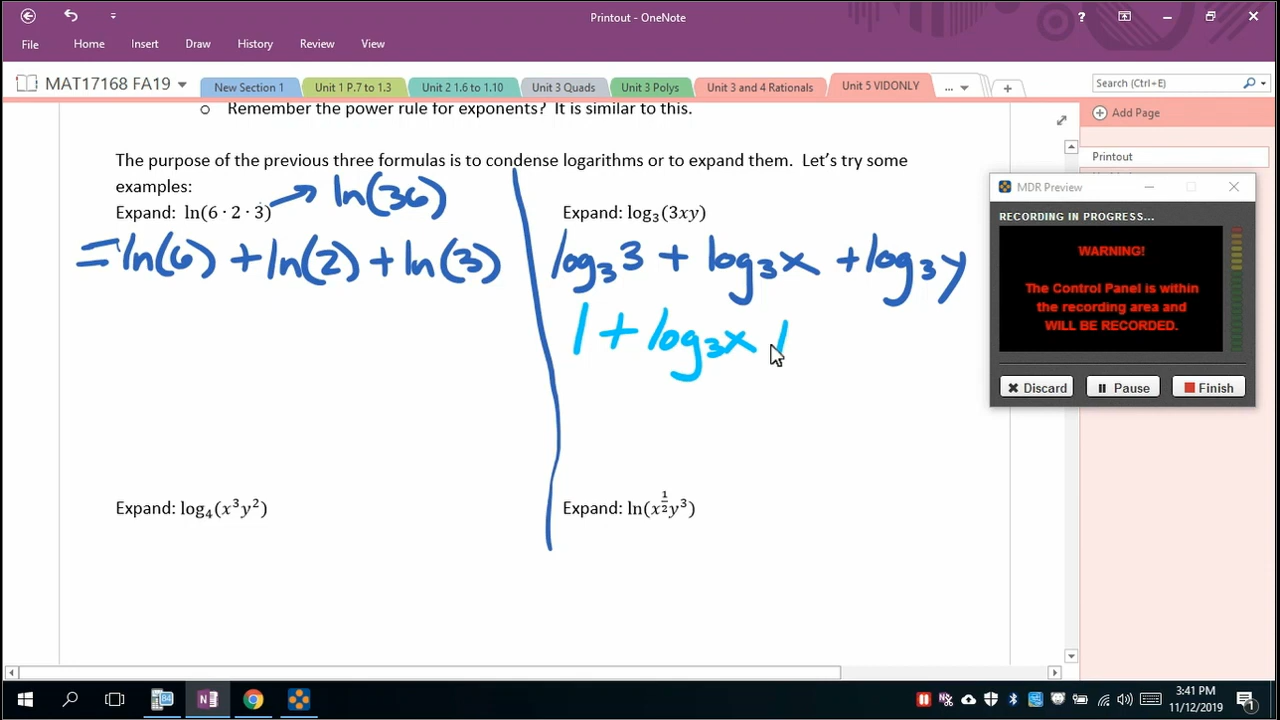 Printout - OneNote
?
File Home Insert Draw History Review View
MAT17168 FA19 New Section 1 Unit 1 P.7 to 1.3 Unit 2 1.6 to 1.10 Unit 3 Quads Unit 3 Polys Unit 3 and 4 Rationals Unit 5 VIDONLY ... + Search (Ctrl+E)
Add Page
Printout
o Remember the power rule for exponents? It is similar to this.
The purpose of the previous three formulas is to condense logarithms or to expand them. Let's try some
examples:
ln(36)
Expand: ln(6 · 2 · 3)
= ln(6) + ln(2) + ln(3)
Expand: log₃(3xy)
log₃3 + log₃x + log₃y
1 + log₃x
Expand: log₄(x³y²)
Expand: ln(x^{1/2}y³)
MDR Preview
RECORDING IN PROGRESS...
WARNING!
The Control Panel is within
the recording area and
WILL BE RECORDED.
Discard Pause Finish
3:41 PM
11/12/2019
1